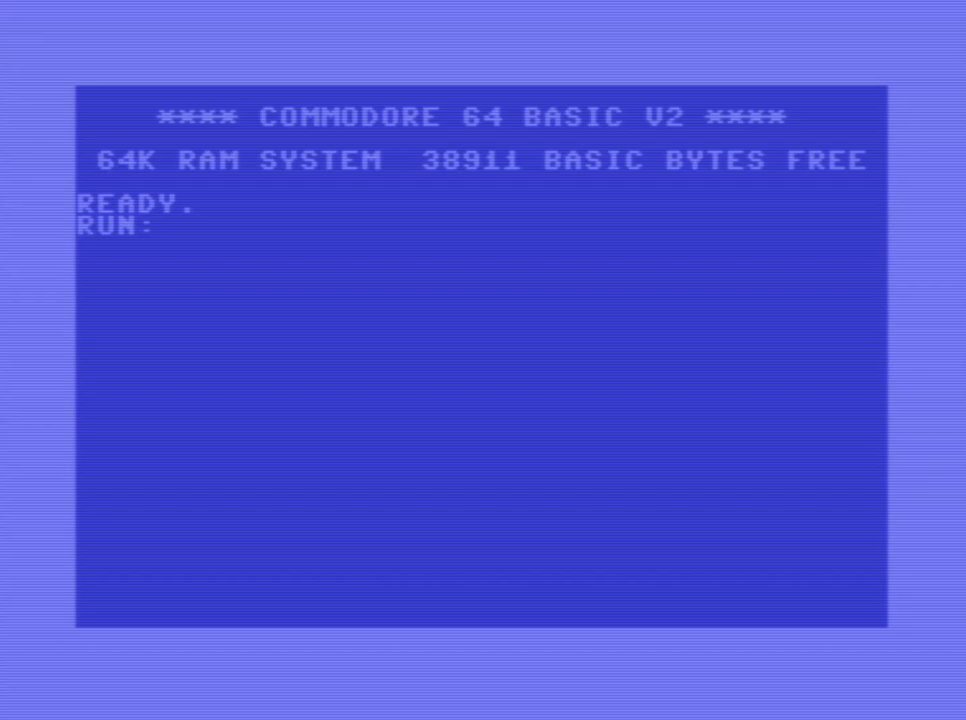 **** COMMODORE 64 BASIC V2 ****
64K RAM SYSTEM  38911 BASIC BYTES FREE
READY.
RUN: